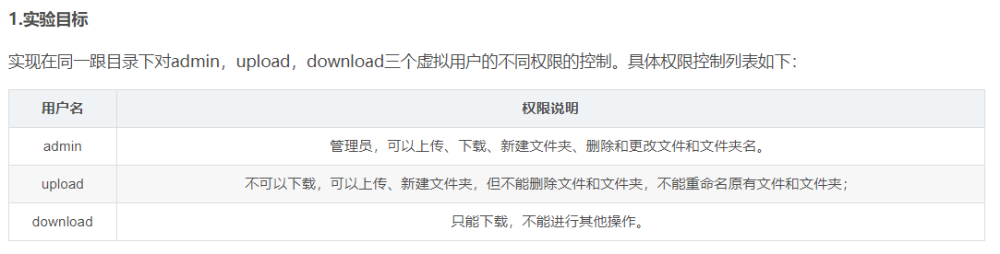 1.实验目标
实现在同一跟目录下对admin，upload，download三个虚拟用户的不同权限的控制。具体权限控制列表如下：
用户名 权限说明
admin 管理员，可以上传、下载、新建文件夹、删除和更改文件和文件夹名。
upload 不可以下载，可以上传、新建文件夹，但不能删除文件和文件夹，不能重命名原有文件和文件夹；
download 只能下载，不能进行其他操作。